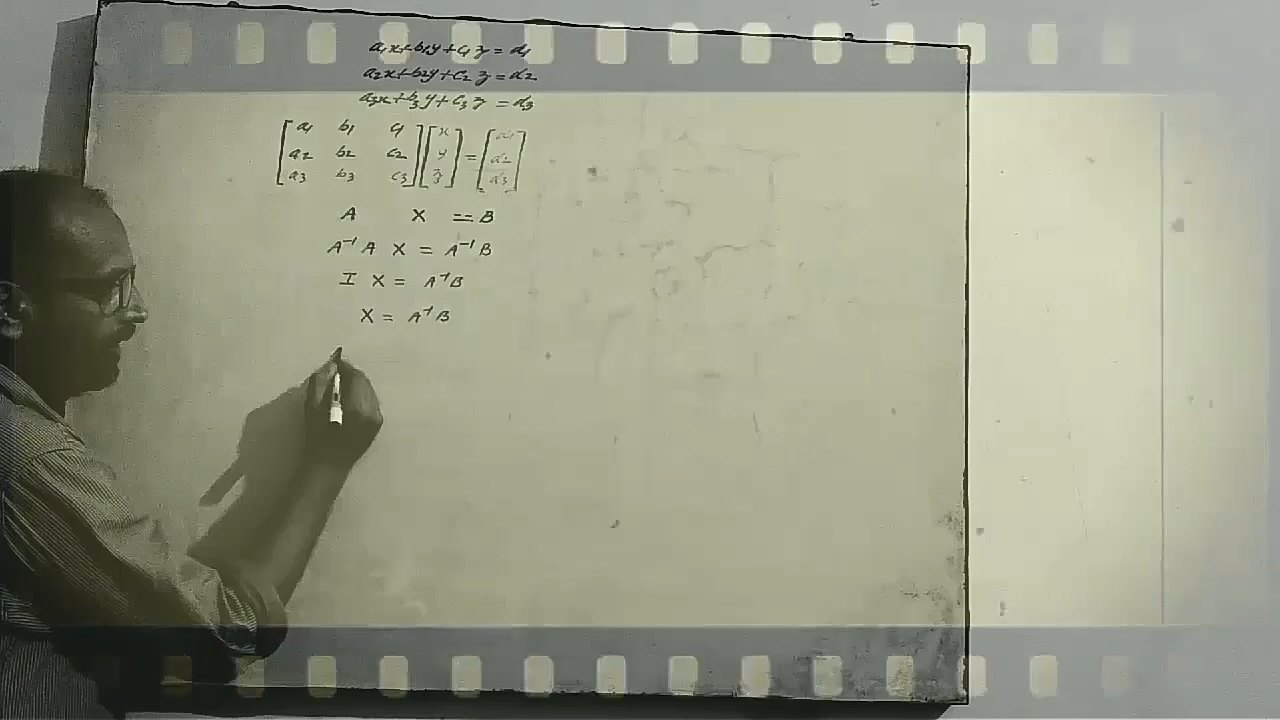 a₁x+b₁y+c₁z=d₁
a₂x+b₂y+c₂z=d₂
a₃x+b₃y+c₃z=d₃
[a₁ b₁ c₁] [x] [d₁]
[a₂ b₂ c₂] [y] = [d₂]
[a₃ b₃ c₃] [z] [d₃]
A X = B
A⁻¹ A X = A⁻¹ B
I X = A⁻¹ B
X = A⁻¹ B